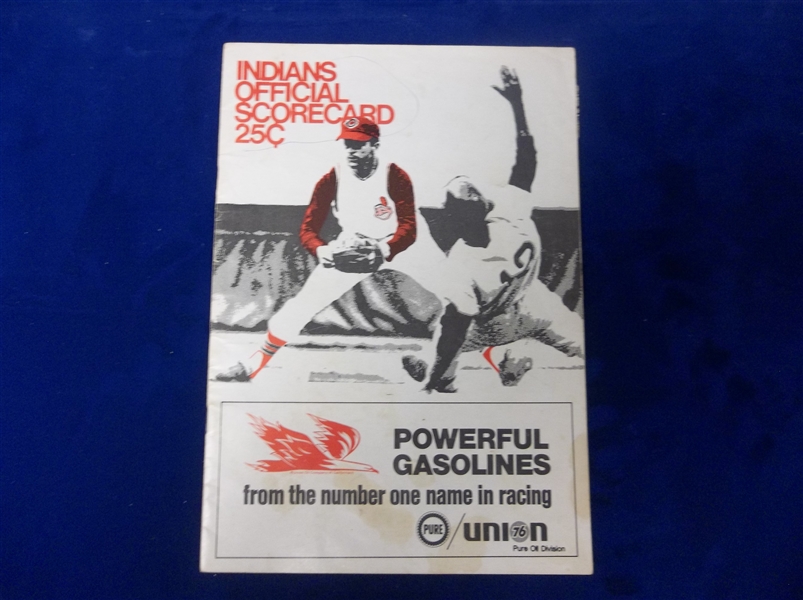 INDIANS
OFFICIAL
SCORECARD
25¢
POWERFUL
GASOLINES
from the number one name in racing
PURE / union 76
Pure Oil Division